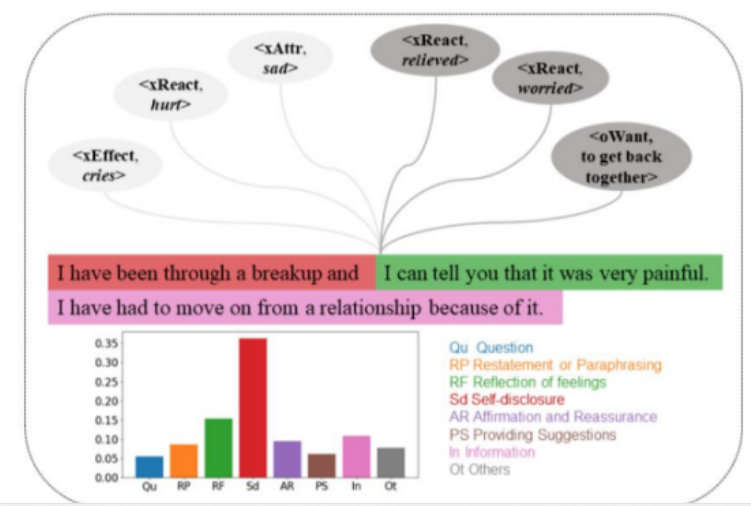 <xAttr,
sad>
<xReact,
relieved>
<xReact,
hurt>
<xReact,
worried>
<xEffect,
cries>
<oWant,
to get back
together>
I have been through a breakup and I can tell you that it was very painful.
I have had to move on from a relationship because of it.
0.35
0.30
0.25
0.20
0.15
0.10
0.05
0.00
Qu RP RF Sd AR PS In Ot
Qu Question
RP Restatement or Paraphrasing
RF Reflection of feelings
Sd Self-disclosure
AR Affirmation and Reassurance
PS Providing Suggestions
In Information
Ot Others